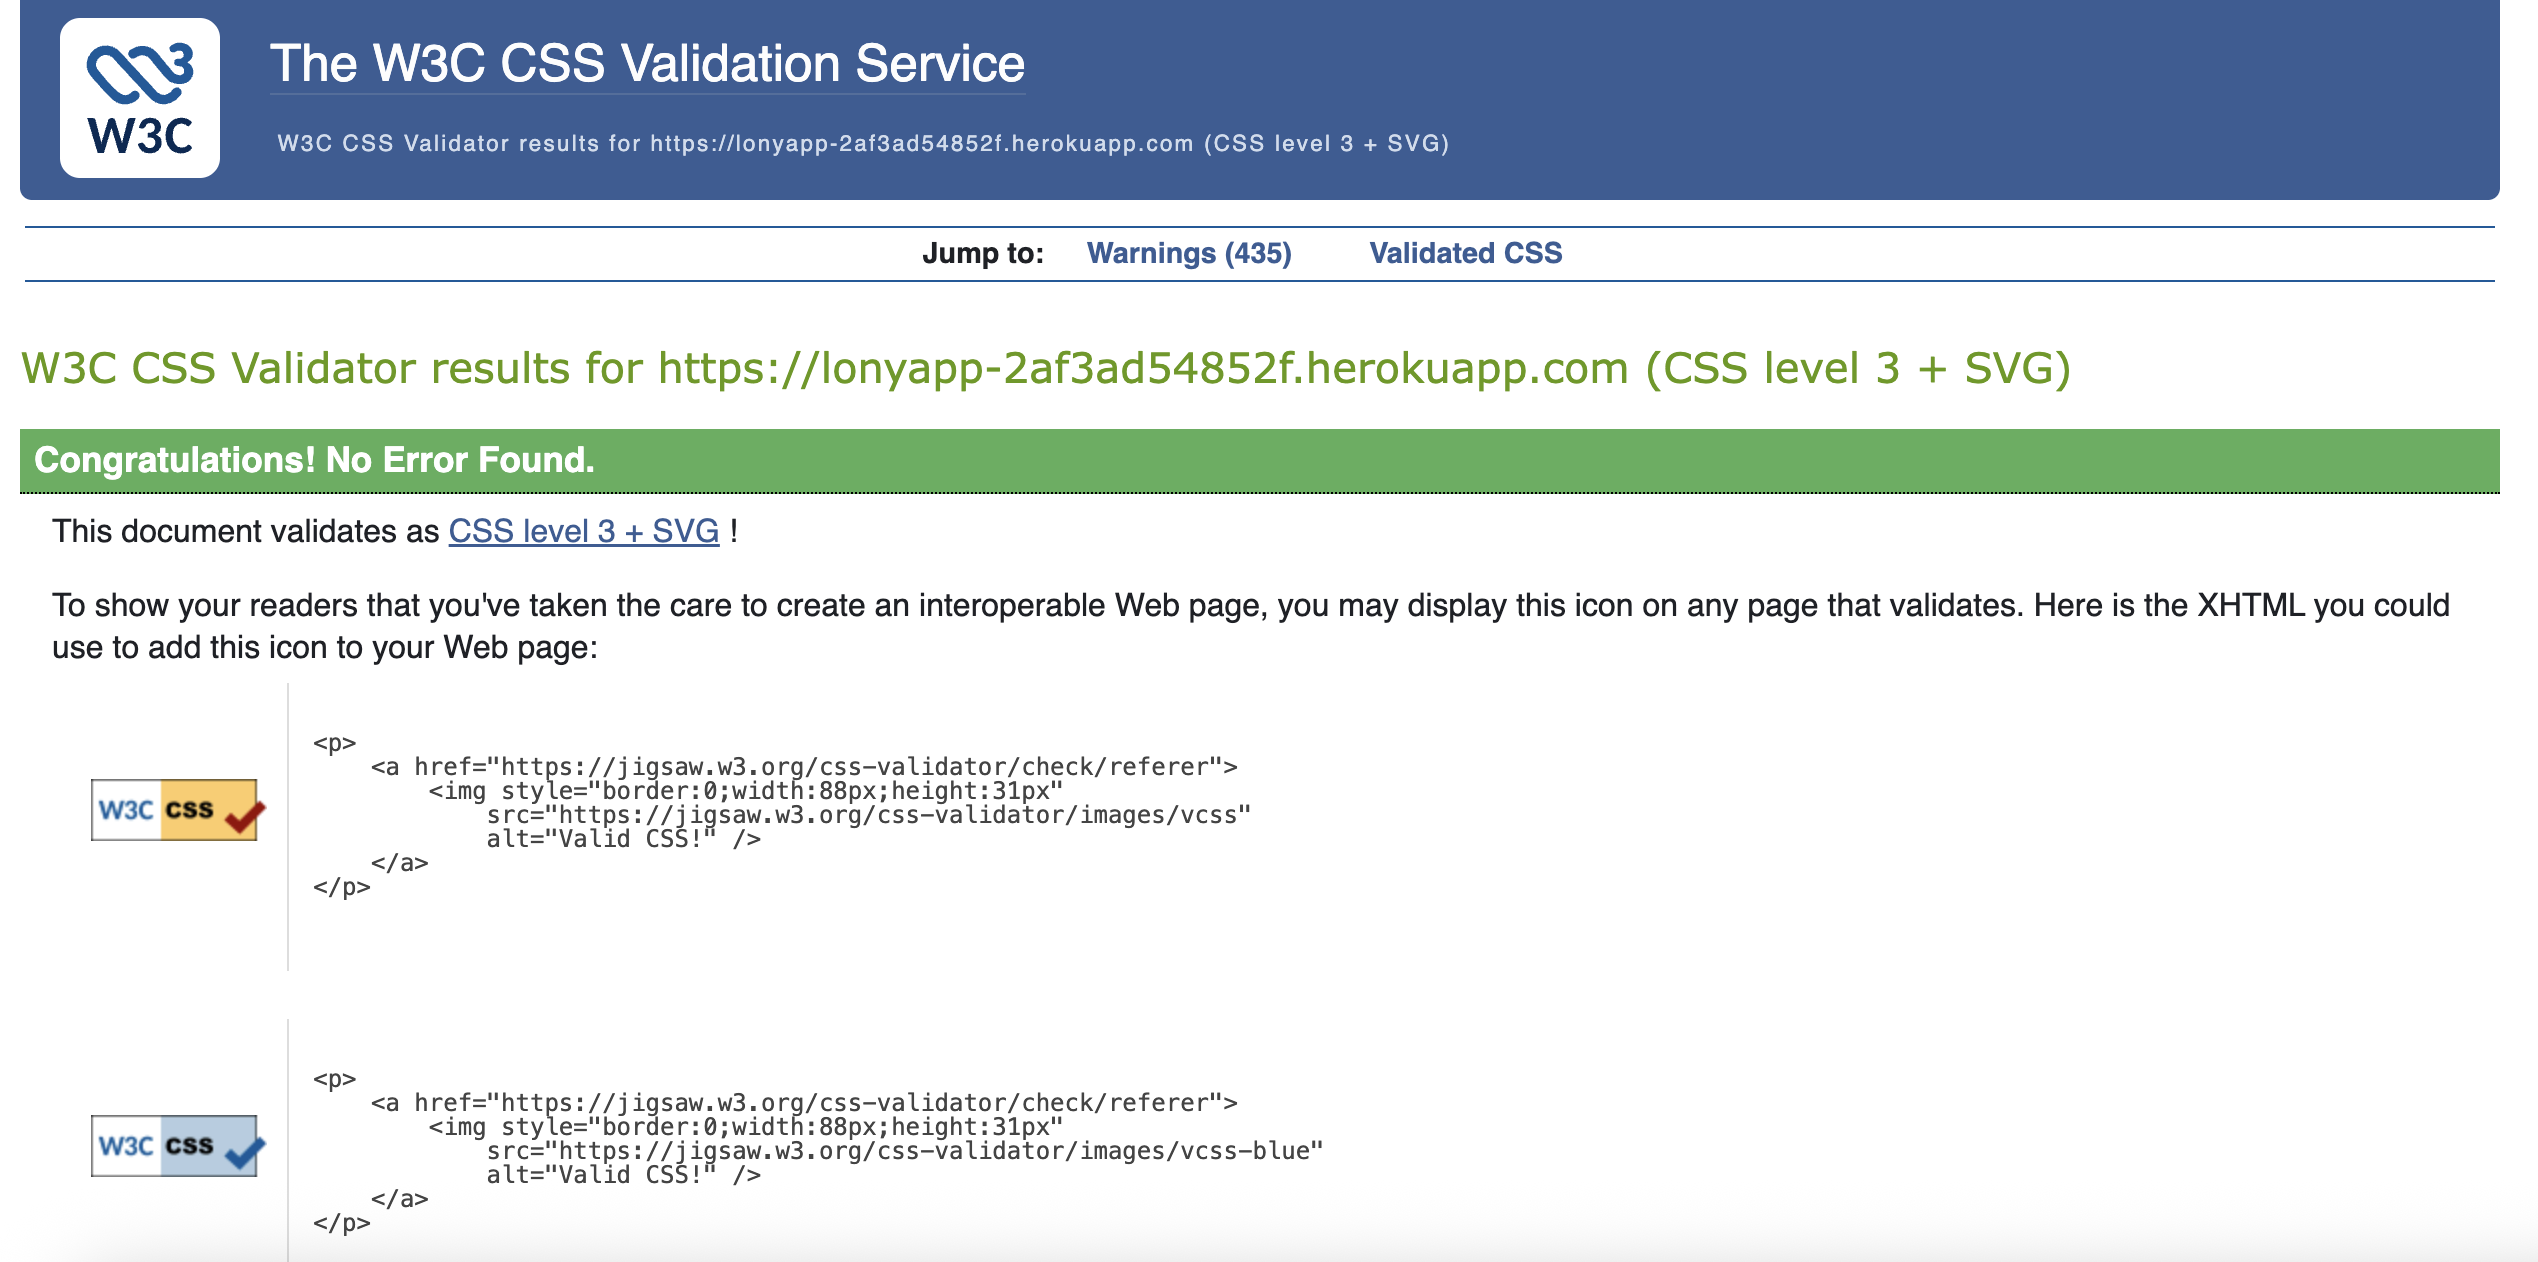 W3C
The W3C CSS Validation Service
W3C CSS Validator results for https://lonyapp-2af3ad54852f.herokuapp.com (CSS level 3 + SVG)
Jump to: Warnings (435) Validated CSS
W3C CSS Validator results for https://lonyapp-2af3ad54852f.herokuapp.com (CSS level 3 + SVG)
Congratulations! No Error Found.
This document validates as CSS level 3 + SVG !
To show your readers that you've taken the care to create an interoperable Web page, you may display this icon on any page that validates. Here is the XHTML you could
use to add this icon to your Web page:
W3C css
<p>
    <a href="https://jigsaw.w3.org/css-validator/check/referer">
        <img style="border:0;width:88px;height:31px"
            src="https://jigsaw.w3.org/css-validator/images/vcss"
            alt="Valid CSS!" />
    </a>
</p>
W3C css
<p>
    <a href="https://jigsaw.w3.org/css-validator/check/referer">
        <img style="border:0;width:88px;height:31px"
            src="https://jigsaw.w3.org/css-validator/images/vcss-blue"
            alt="Valid CSS!" />
    </a>
</p>